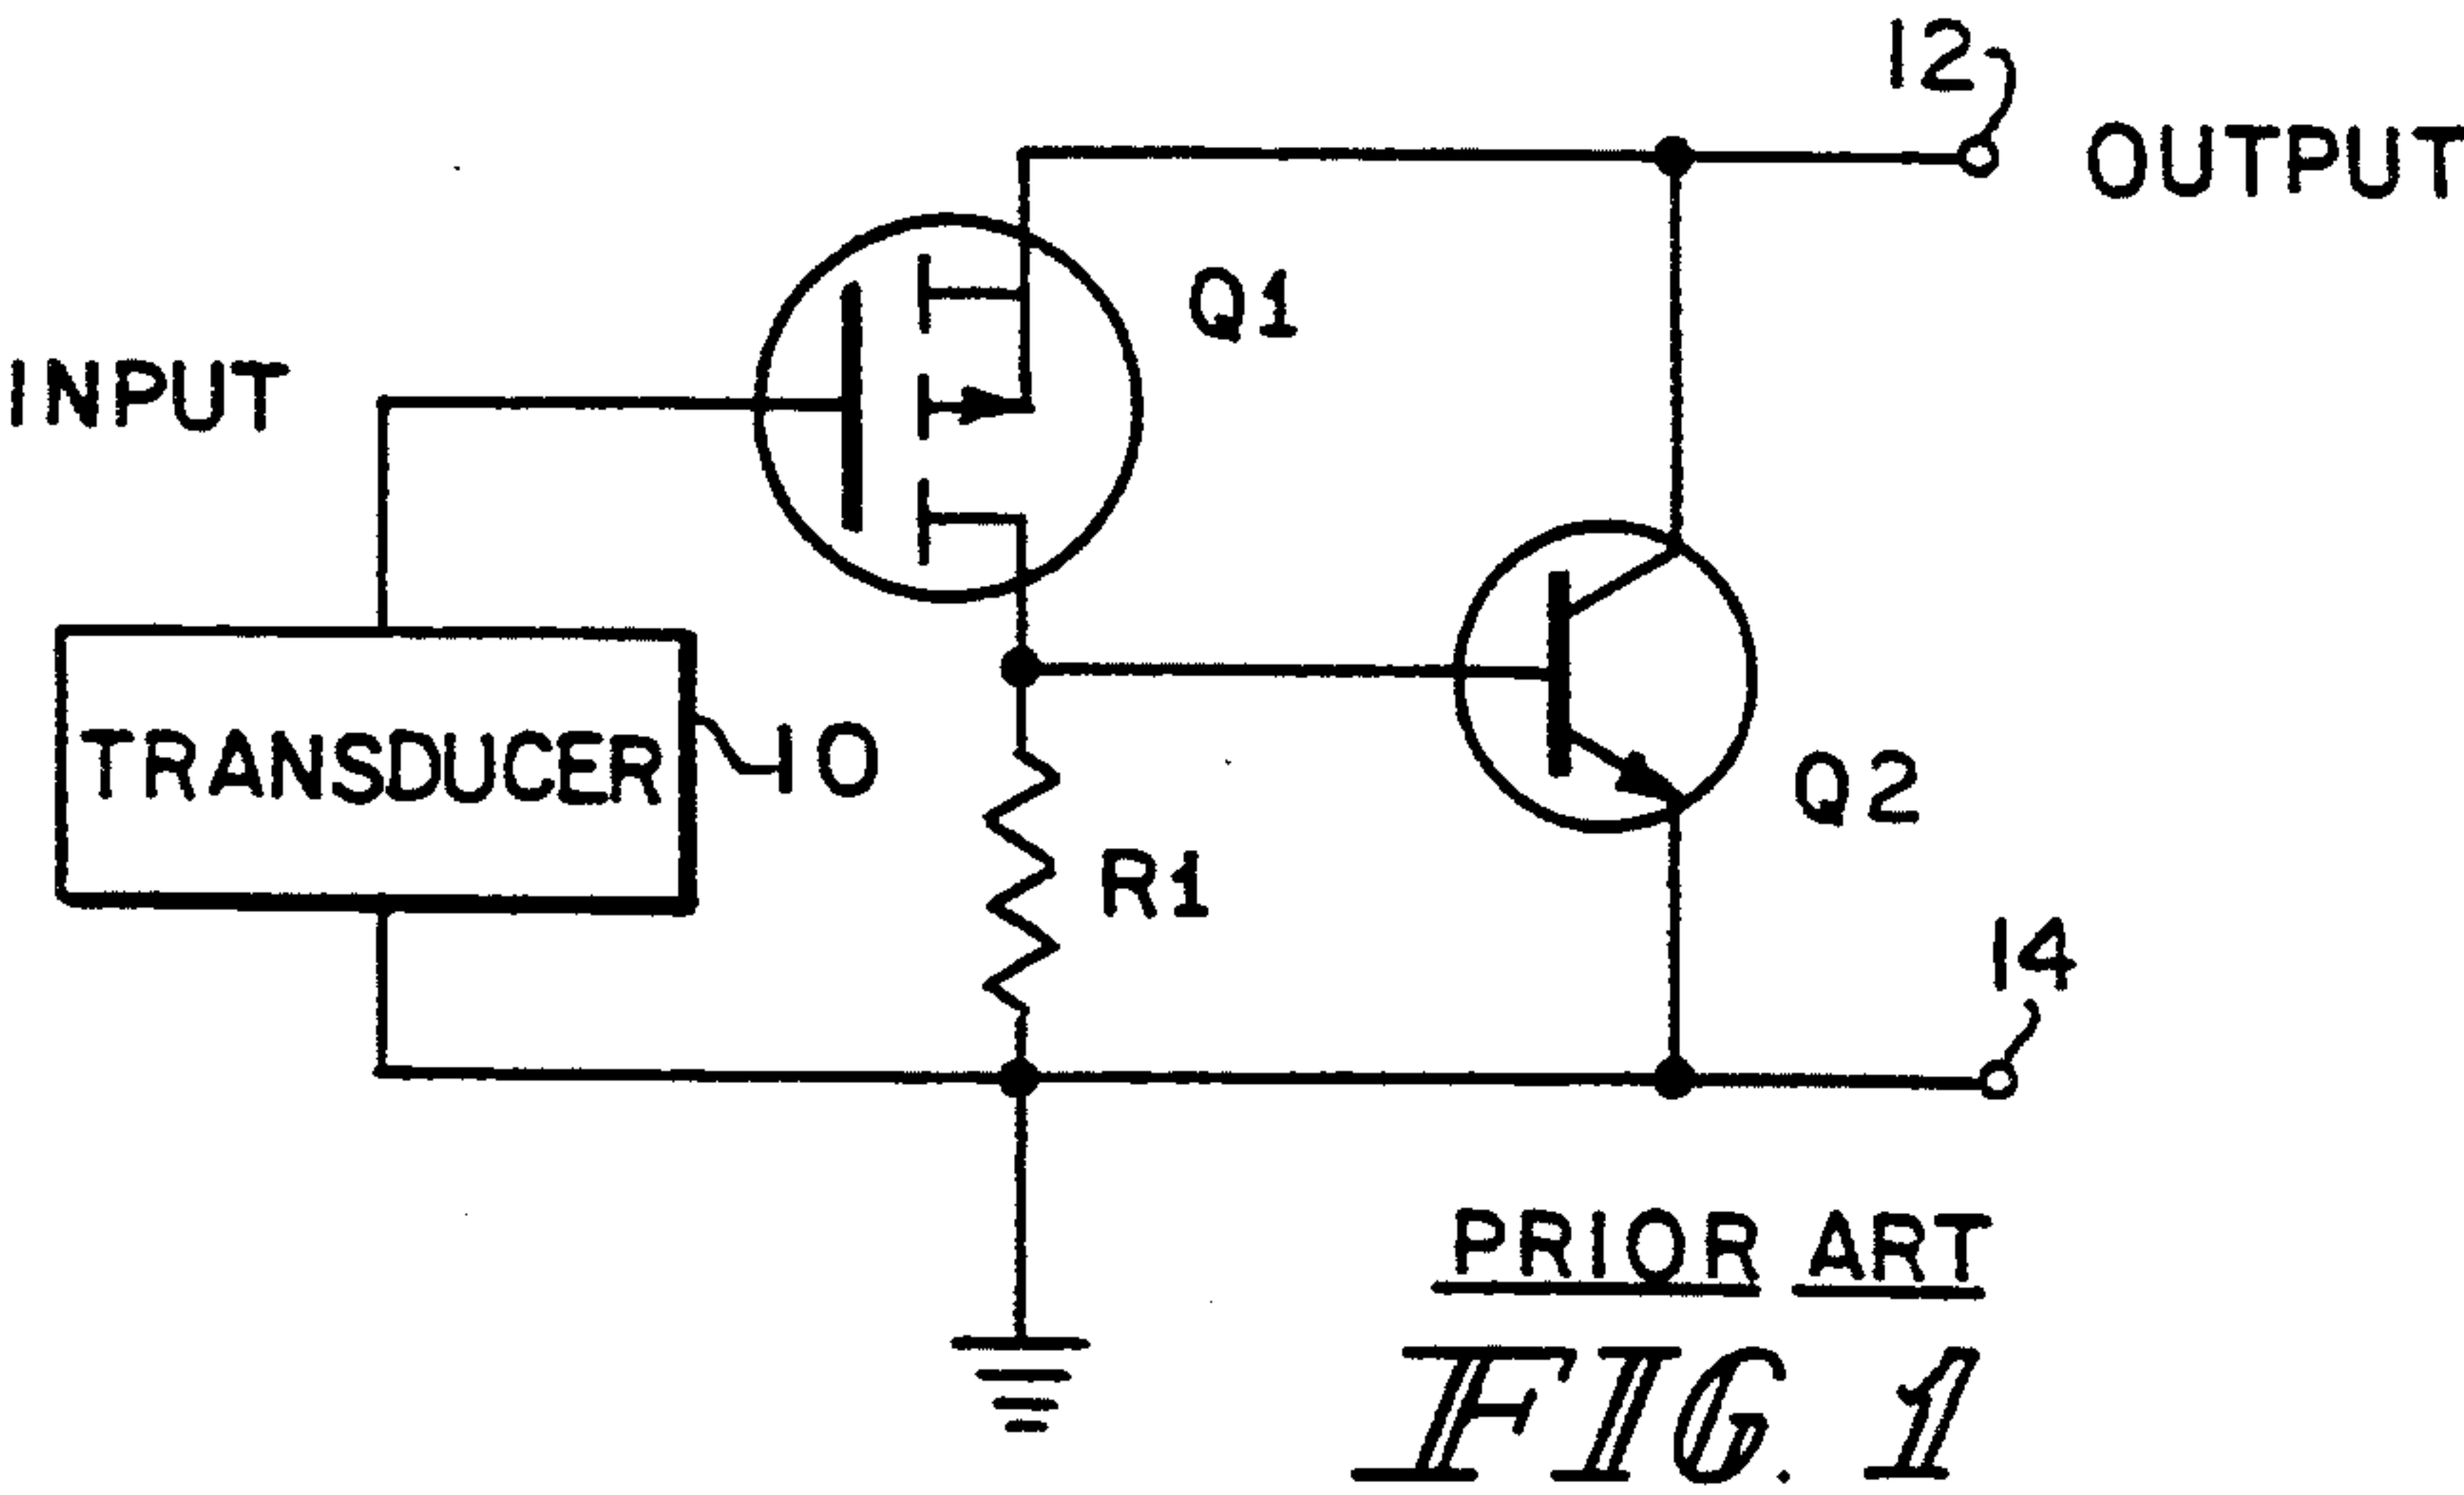 12
OUTPUT
Q1
INPUT
TRANSDUCER
10
Q2
R1
14
PRIOR ART
FIG. 1